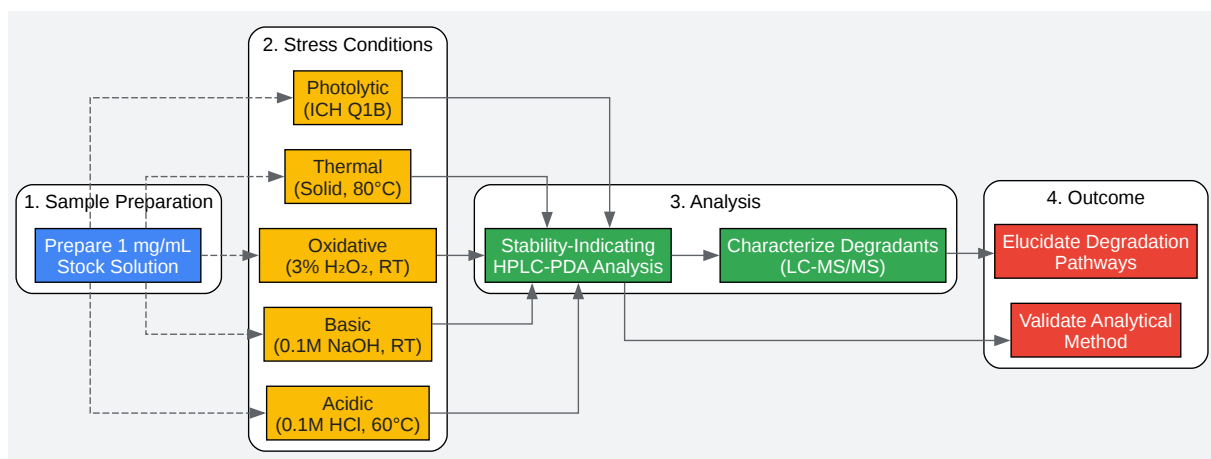 1. Sample Preparation
Prepare 1 mg/mL
Stock Solution
2. Stress Conditions
Photolytic
(ICH Q1B)
Thermal
(Solid, 80°C)
Oxidative
(3% H₂O₂, RT)
Basic
(0.1M NaOH, RT)
Acidic
(0.1M HCl, 60°C)
3. Analysis
Stability-Indicating
HPLC-PDA Analysis
Characterize Degradants
(LC-MS/MS)
4. Outcome
Elucidate Degradation
Pathways
Validate Analytical
Method